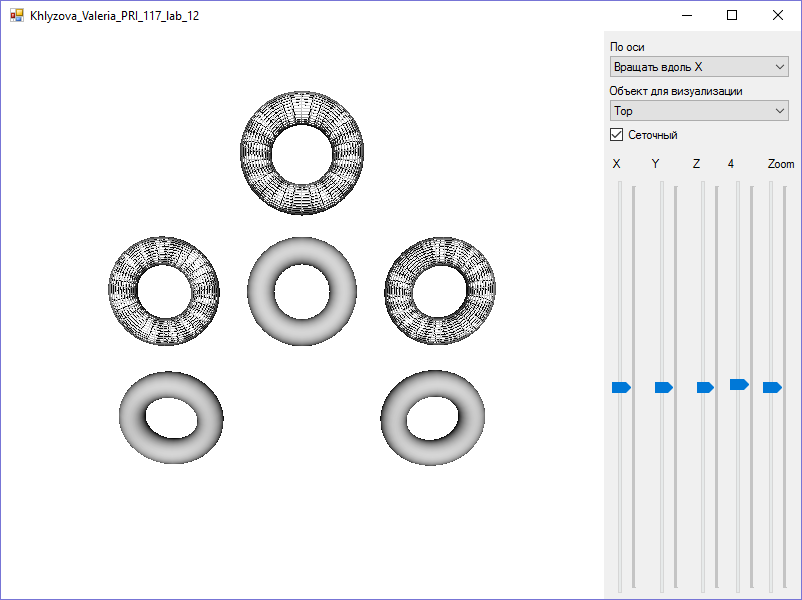 Khlyzova_Valeria_PRI_117_lab_12
По оси
Вращать вдоль X
Объект для визуализации
Тор
Сеточный
X Y Z 4 Zoom